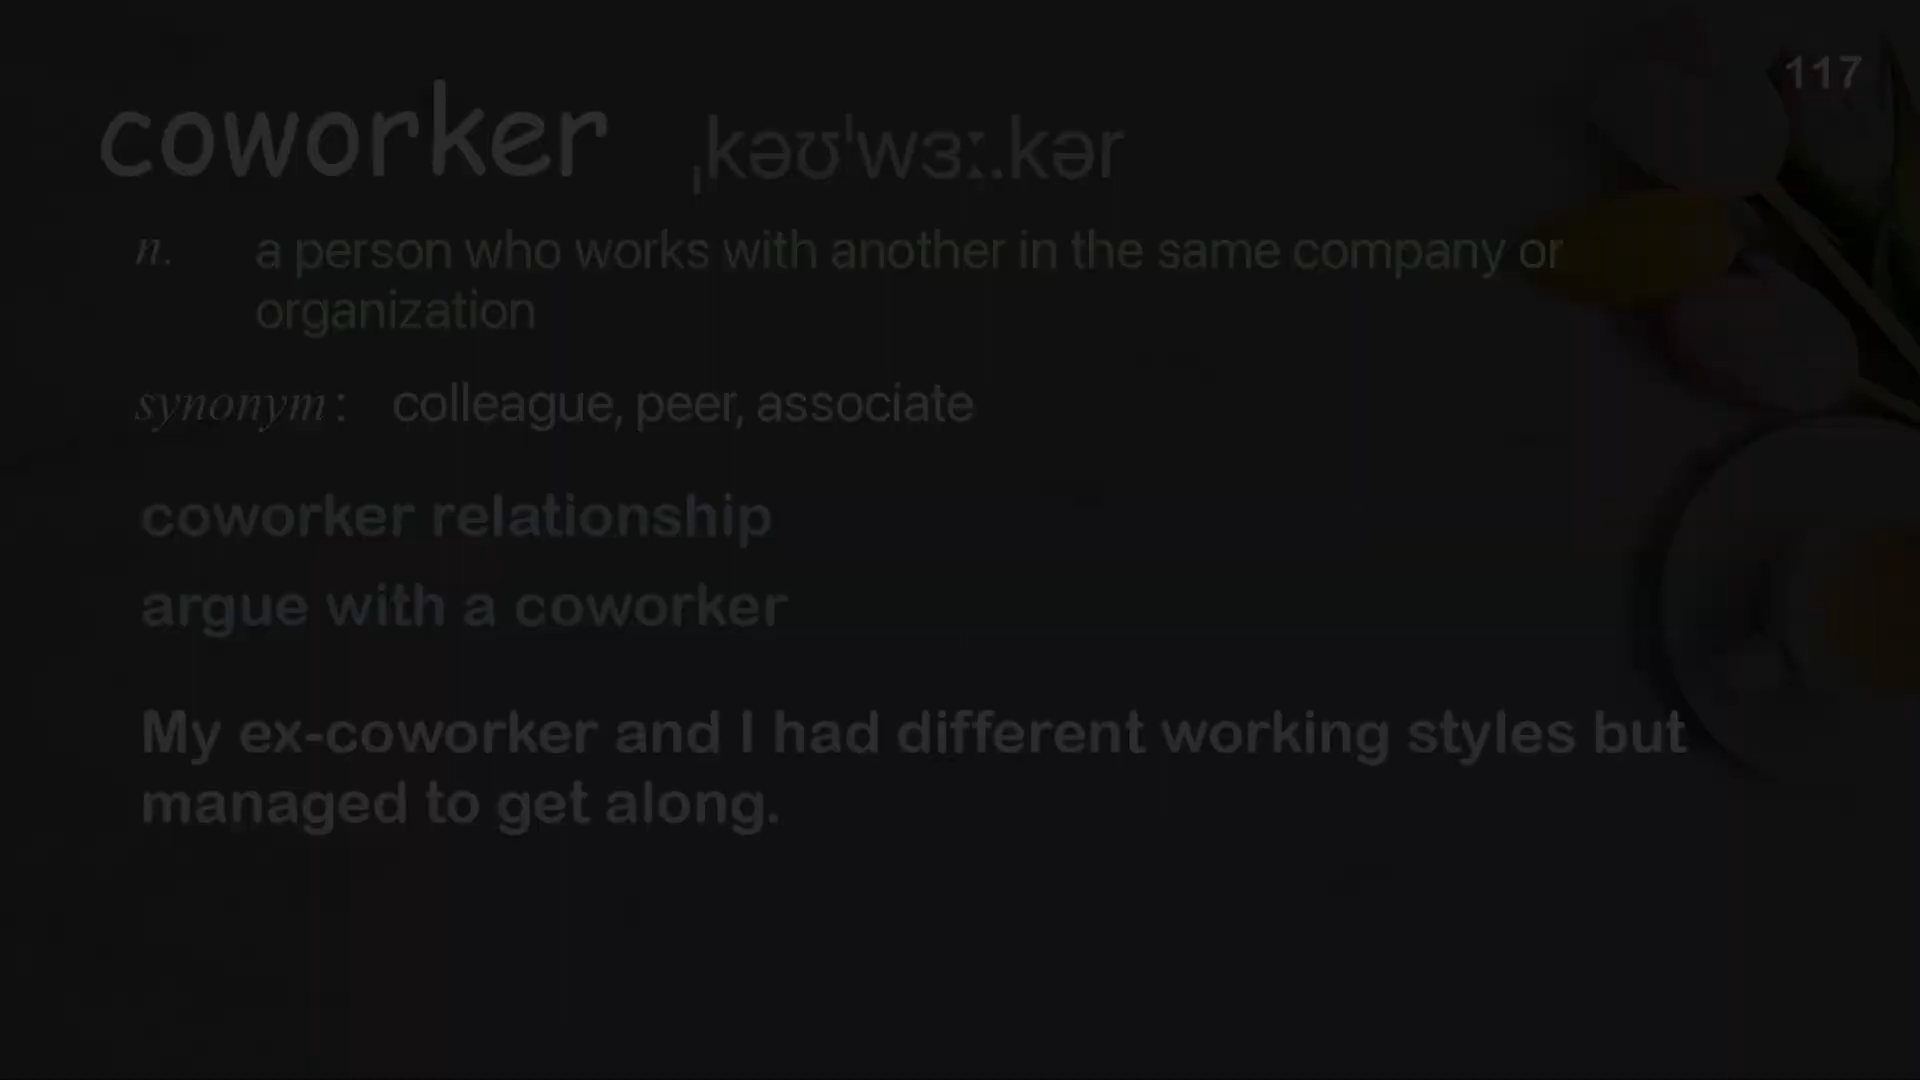 117
coworker ˌkəʊˈwɜː.kər
n. a person who works with another in the same company or
organization
synonym: colleague, peer, associate
coworker relationship
argue with a coworker
My ex-coworker and I had different working styles but
managed to get along.